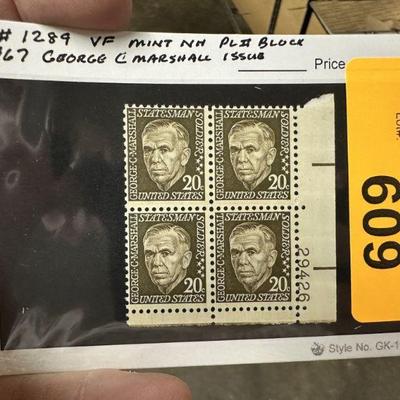 # 1289 VF MINT NH PL# BLOCK
'67 GEORGE C MARSHALL ISSUE
Price
LOT#:
609
GEORGE·C·MARSHALL
STATESMAN
SOLDIER
20c
UNITED STATES
GEORGE·C·MARSHALL
STATESMAN
SOLDIER
20c
UNITED STATES
GEORGE·C·MARSHALL
STATESMAN
SOLDIER
20c
UNITED STATES
GEORGE·C·MARSHALL
STATESMAN
SOLDIER
20c
UNITED STATES
29426
Style No. GK-1